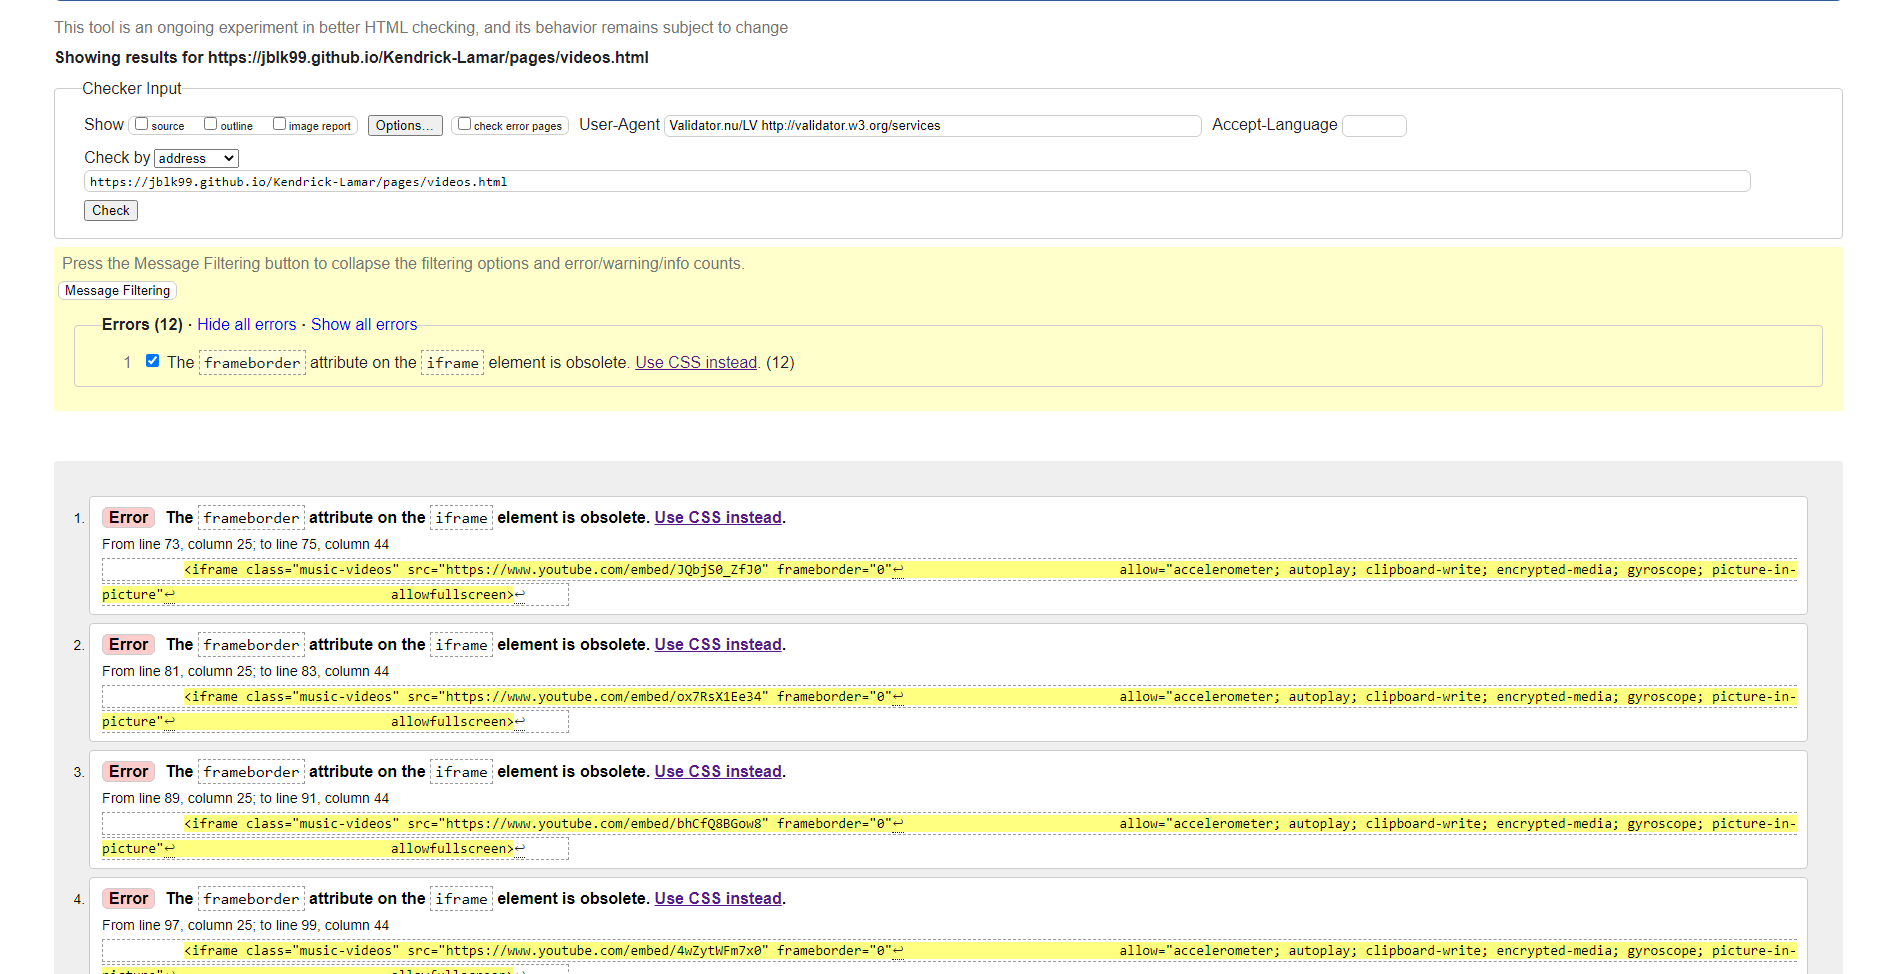 This tool is an ongoing experiment in better HTML checking, and its behavior remains subject to change
Showing results for https://jblk99.github.io/Kendrick-Lamar/pages/videos.html
Checker Input
Show source outline image report Options... check error pages User-Agent Validator.nu/LV http://validator.w3.org/services Accept-Language
Check by address
https://jblk99.github.io/Kendrick-Lamar/pages/videos.html
Check
Press the Message Filtering button to collapse the filtering options and error/warning/info counts.
Message Filtering
Errors (12) · Hide all errors · Show all errors
1 The frameborder attribute on the iframe element is obsolete. Use CSS instead. (12)
1. Error The frameborder attribute on the iframe element is obsolete. Use CSS instead.
From line 73, column 25; to line 75, column 44
<iframe class="music-videos" src="https://www.youtube.com/embed/JQbjS0_ZfJ0" frameborder="0"↩ allow="accelerometer; autoplay; clipboard-write; encrypted-media; gyroscope; picture-in-
picture"↩ allowfullscreen>↩
2. Error The frameborder attribute on the iframe element is obsolete. Use CSS instead.
From line 81, column 25; to line 83, column 44
<iframe class="music-videos" src="https://www.youtube.com/embed/ox7RsX1Ee34" frameborder="0"↩ allow="accelerometer; autoplay; clipboard-write; encrypted-media; gyroscope; picture-in-
picture"↩ allowfullscreen>↩
3. Error The frameborder attribute on the iframe element is obsolete. Use CSS instead.
From line 89, column 25; to line 91, column 44
<iframe class="music-videos" src="https://www.youtube.com/embed/bhCfQ8BGow8" frameborder="0"↩ allow="accelerometer; autoplay; clipboard-write; encrypted-media; gyroscope; picture-in-
picture"↩ allowfullscreen>↩
4. Error The frameborder attribute on the iframe element is obsolete. Use CSS instead.
From line 97, column 25; to line 99, column 44
<iframe class="music-videos" src="https://www.youtube.com/embed/4wZytWFm7x0" frameborder="0"↩ allow="accelerometer; autoplay; clipboard-write; encrypted-media; gyroscope; picture-in-
picture"↩ allowfullscreen>↩